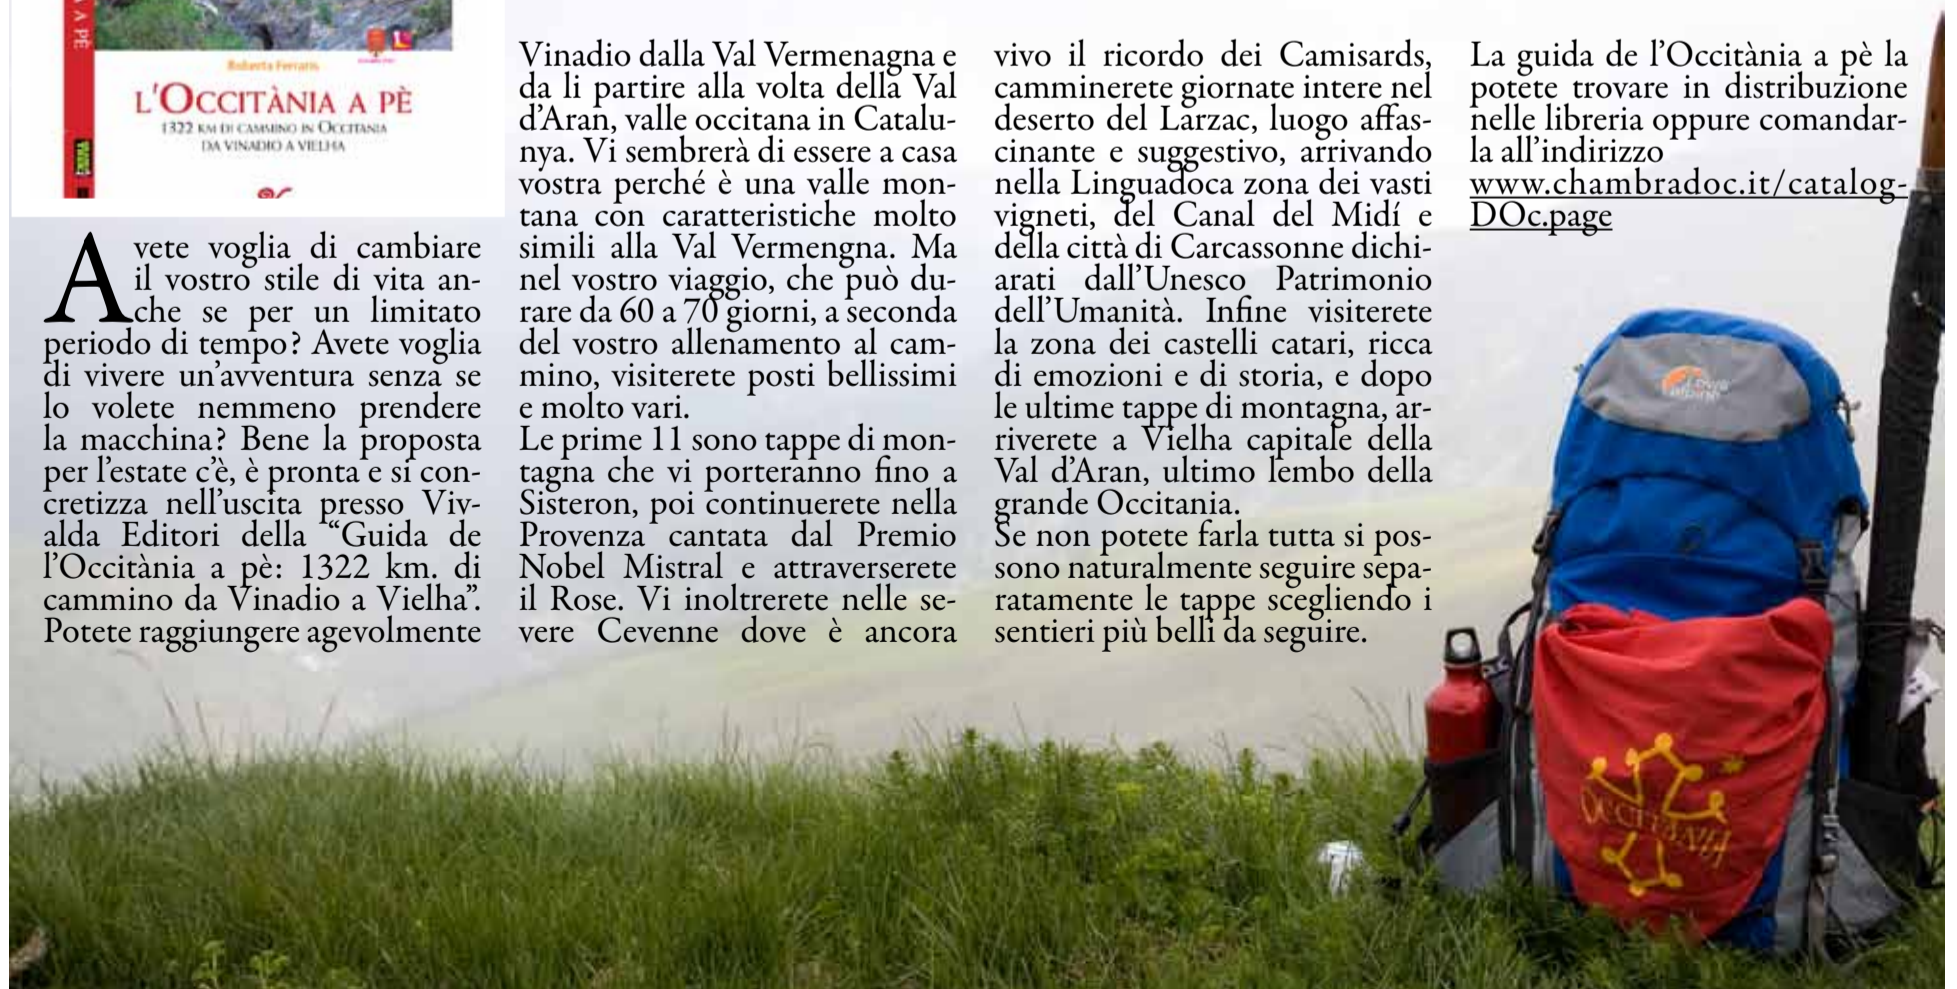 A PÈ
Roberta Ferraris
L'OCCITÀNIA A PÈ
1322 KM DI CAMMINO IN OCCITANIA
DA VINADIO A VIELHA
Avete voglia di cambiare
il vostro stile di vita an-
che se per un limitato
periodo di tempo? Avete voglia
di vivere un'avventura senza se
lo volete nemmeno prendere
la macchina? Bene la proposta
per l'estate c'è, è pronta e si con-
cretizza nell'uscita presso Viv-
alda Editori della “Guida de
l'Occitània a pè: 1322 km. di
cammino da Vinadio a Vielha”.
Potete raggiungere agevolmente
Vinadio dalla Val Vermenagna e
da li partire alla volta della Val
d'Aran, valle occitana in Catalu-
nya. Vi sembrerà di essere a casa
vostra perché è una valle mon-
tana con caratteristiche molto
simili alla Val Vermengna. Ma
nel vostro viaggio, che può du-
rare da 60 a 70 giorni, a seconda
del vostro allenamento al cam-
mino, visiterete posti bellissimi
e molto vari.
Le prime 11 sono tappe di mon-
tagna che vi porteranno fino a
Sisteron, poi continuerete nella
Provenza cantata dal Premio
Nobel Mistral e attraverserete
il Rose. Vi inoltrerete nelle se-
vere Cevenne dove è ancora
vivo il ricordo dei Camisards,
camminerete giornate intere nel
deserto del Larzac, luogo affas-
cinante e suggestivo, arrivando
nella Linguadoca zona dei vasti
vigneti, del Canal del Midí e
della città di Carcassonne dichi-
arati dall'Unesco Patrimonio
dell'Umanità. Infine visiterete
la zona dei castelli catari, ricca
di emozioni e di storia, e dopo
le ultime tappe di montagna, ar-
riverete a Vielha capitale della
Val d'Aran, ultimo lembo della
grande Occitania.
Se non potete farla tutta si pos-
sono naturalmente seguire sepa-
ratamente le tappe scegliendo i
sentieri più belli da seguire.
La guida de l'Occitània a pè la
potete trovare in distribuzione
nelle libreria oppure comandar-
la all'indirizzo
www.chambradoc.it/catalog-
DOc.page
Lowe
alpine
OCCITANIA